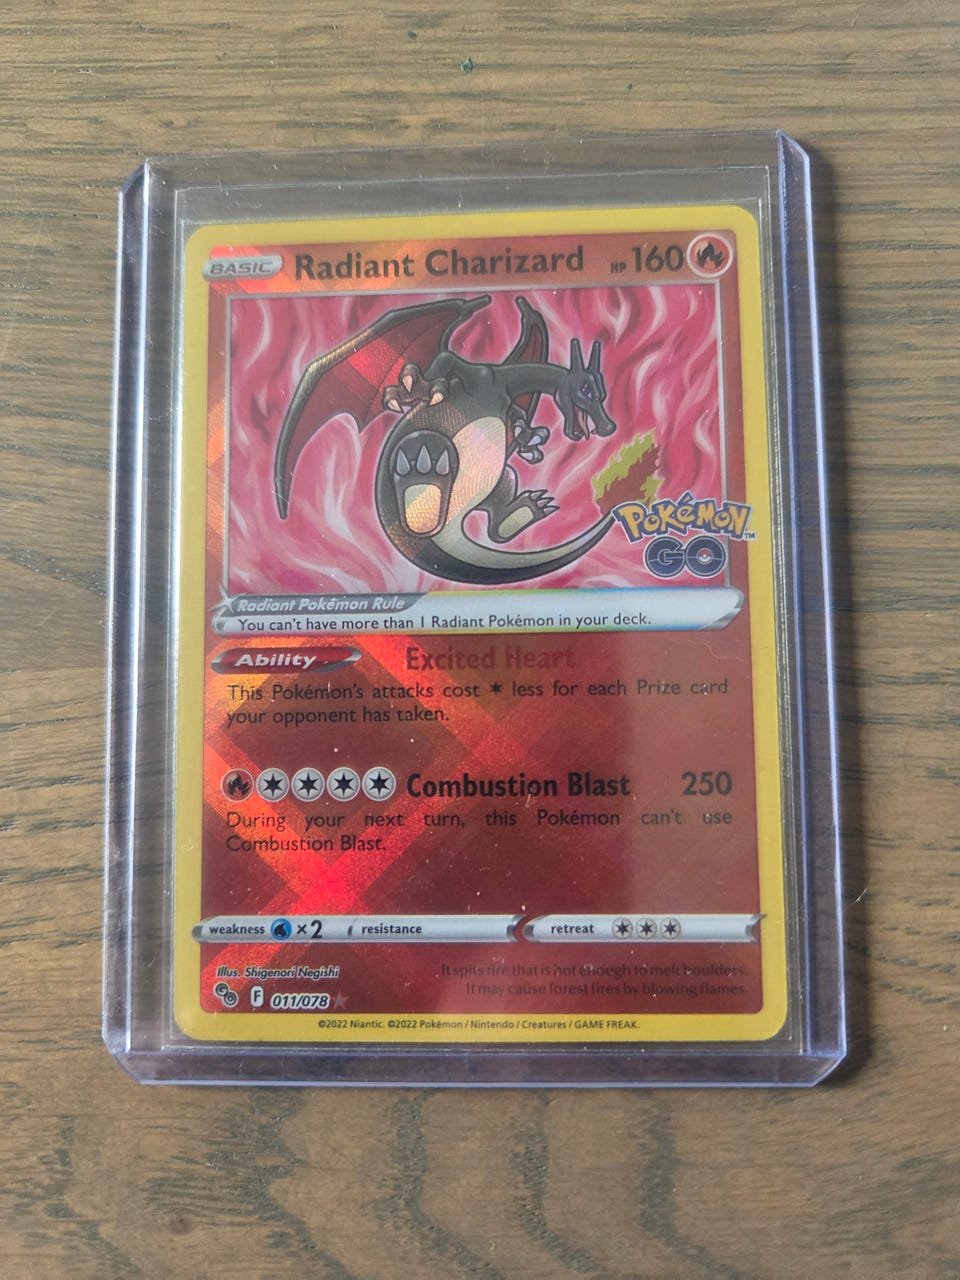 BASIC Radiant Charizard HP 160
POKéMON™
GO
Radiant Pokémon Rule
You can't have more than 1 Radiant Pokémon in your deck.
Ability Excited Heart
This Pokémon's attacks cost less for each Prize card
your opponent has taken.
Combustion Blast 250
During your next turn, this Pokémon can't use
Combustion Blast.
weakness ×2 resistance retreat
Illus. Shigenori Negishi
It spits fire that is hot enough to melt boulders.
GO F 011/078
It may cause forest fires by blowing flames.
©2022 Niantic. ©2022 Pokémon / Nintendo / Creatures / GAME FREAK.